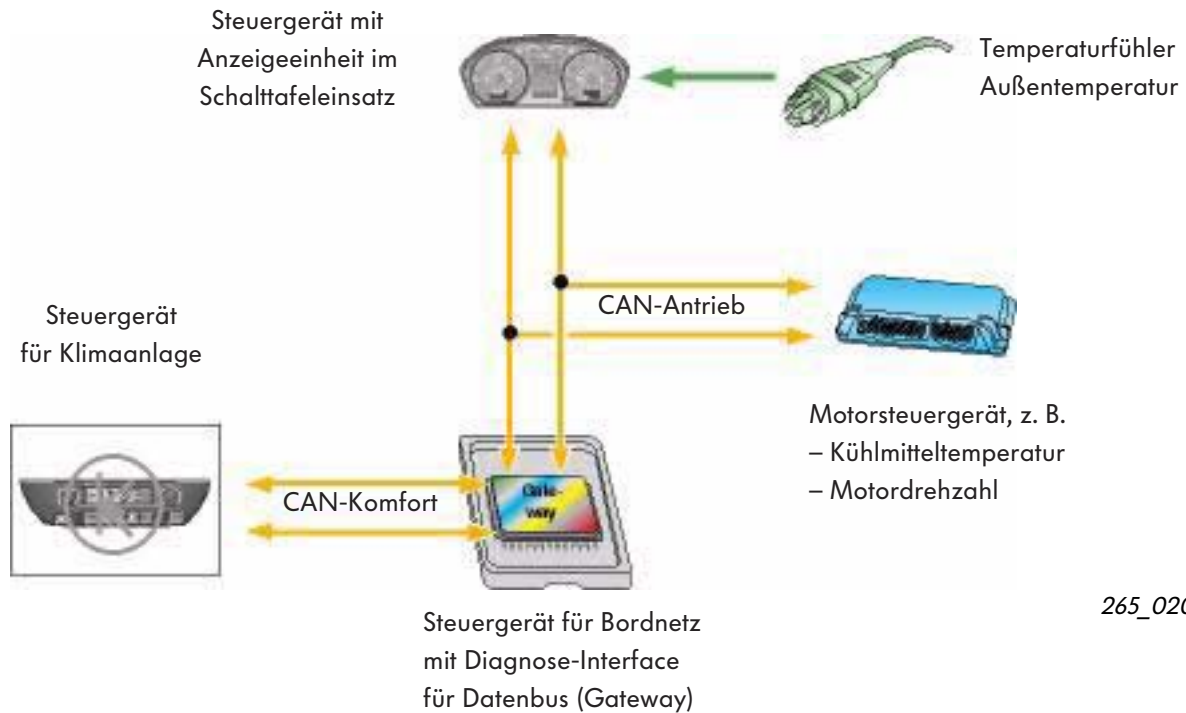 Steuergerät mit
Anzeigeeinheit im
Schalttafeleinsatz
Temperaturfühler
Außentemperatur
CAN-Antrieb
Steuergerät
für Klimaanlage
Motorsteuergerät, z. B.
– Kühlmitteltemperatur
– Motordrehzahl
CAN-Komfort
Gate-
way
265_020
Steuergerät für Bordnetz
mit Diagnose-Interface
für Datenbus (Gateway)